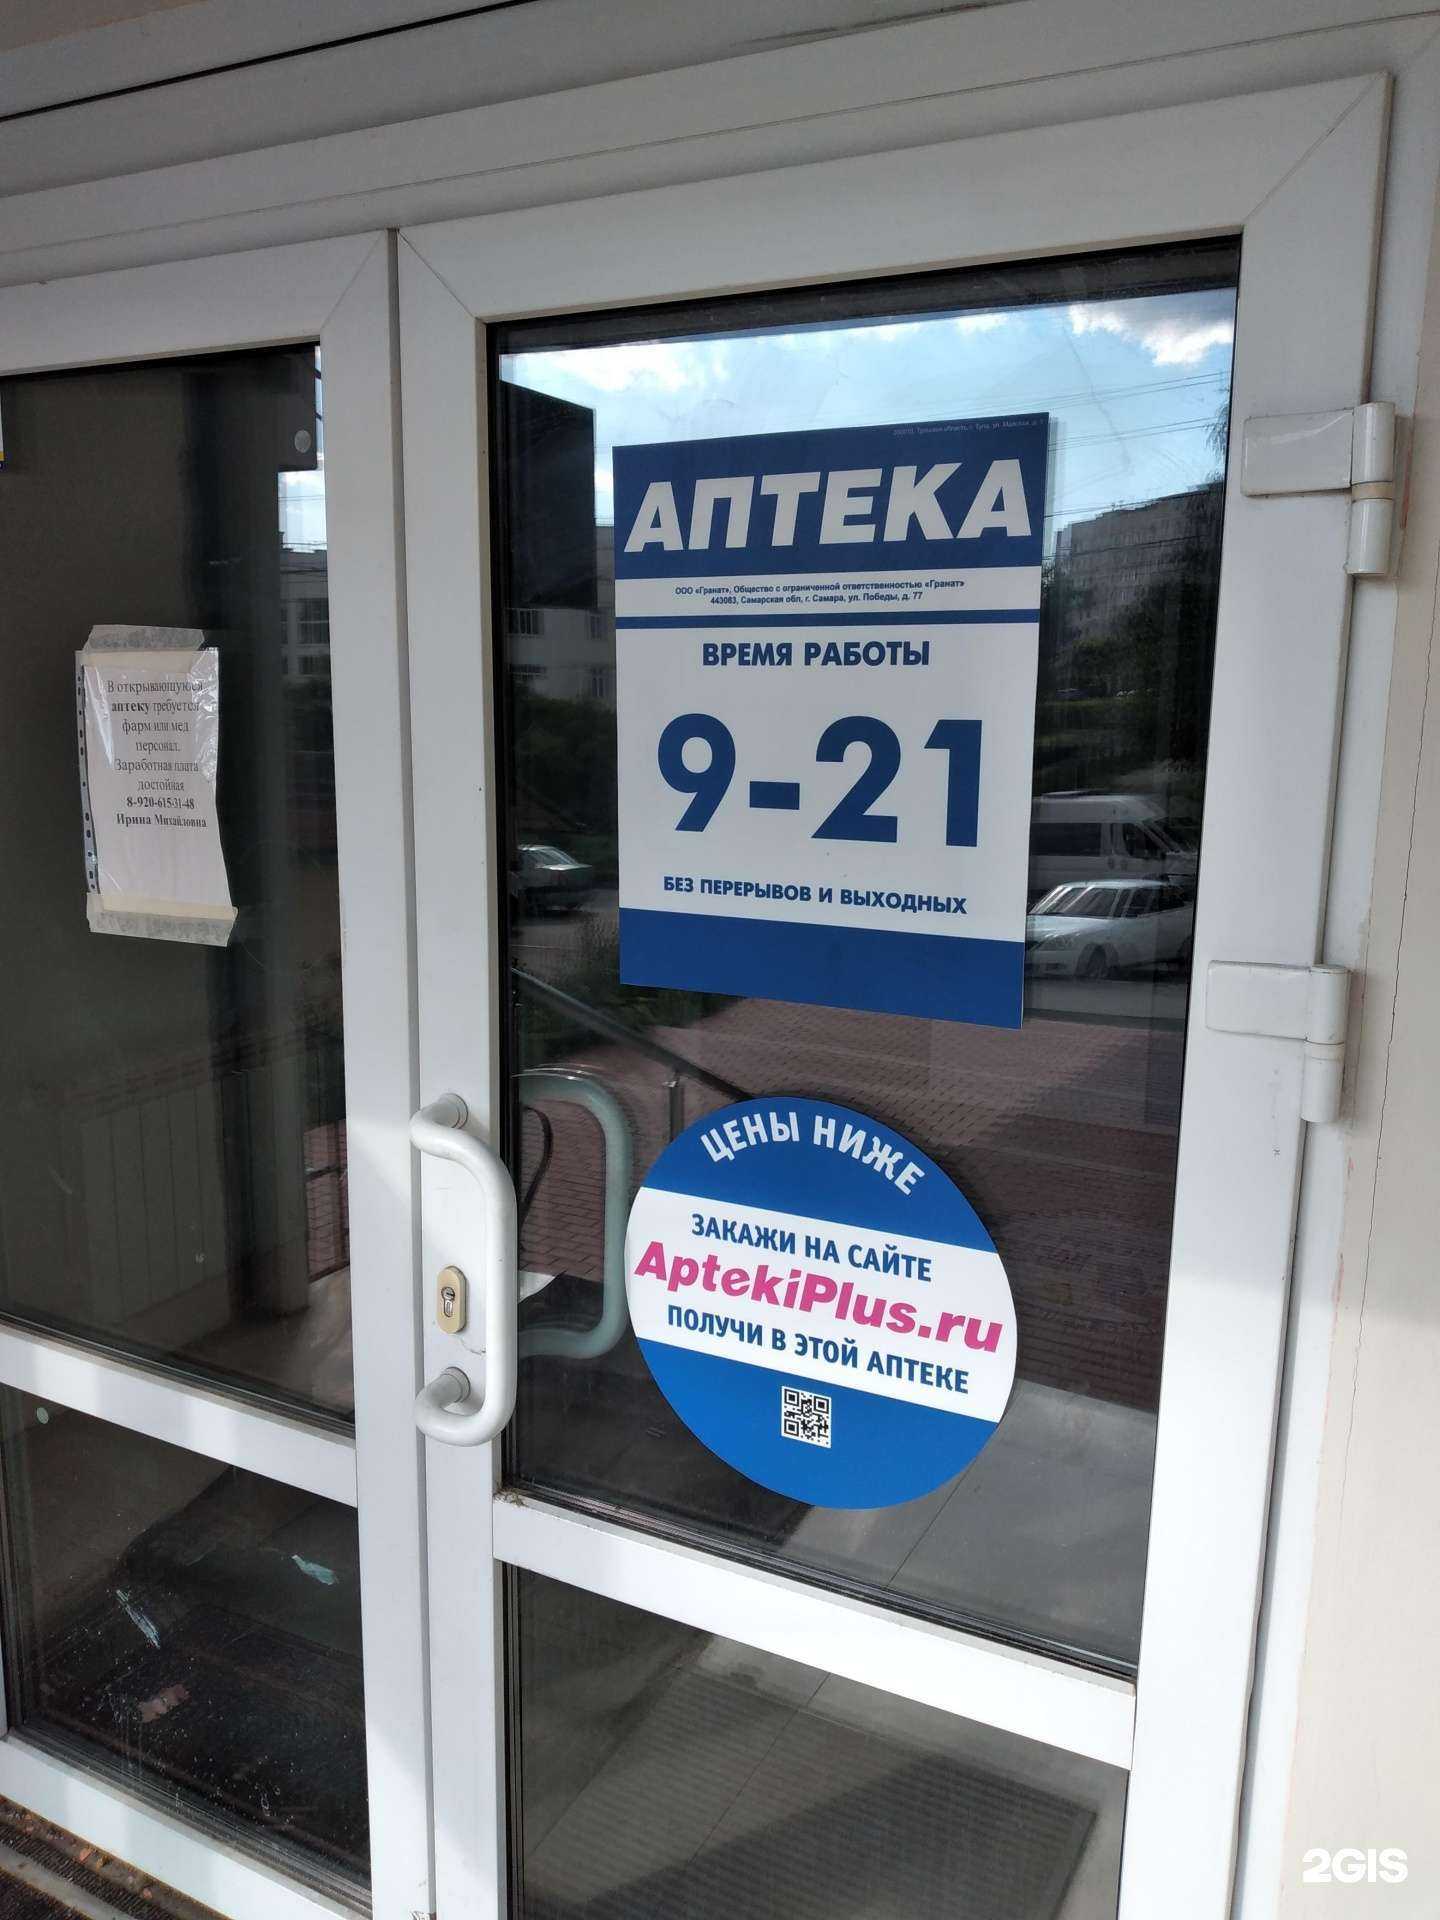 В открывающуюся
аптеку требуется
фарм или мед
персонал.
Заработная плата
достойная
8-920-615-31-48
Ирина Михайловна
АПТЕКА
ООО «Гранат», Общество с ограниченной ответственностью «Гранат»
443083, Самарская обл, г. Самара, ул. Победы, д. 77
ВРЕМЯ РАБОТЫ
9-21
БЕЗ ПЕРЕРЫВОВ И ВЫХОДНЫХ
ЦЕНЫ НИЖЕ
ЗАКАЖИ НА САЙТЕ
AptekiPlus.ru
ПОЛУЧИ В ЭТОЙ АПТЕКЕ
2GIS